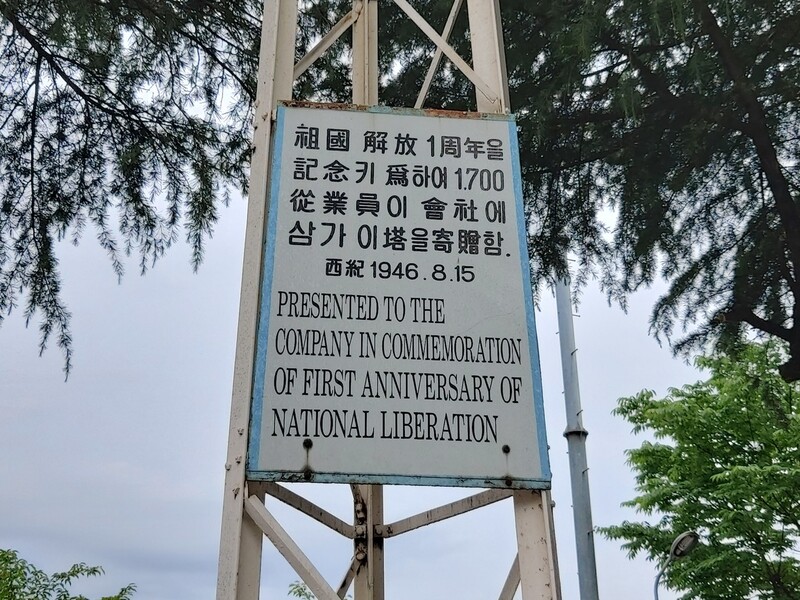 祖國 解放 1周年을
記念키 爲하여 1.700
從業員이 會社에
삼가 이塔을寄贈함.
西紀 1946.8.15
PRESENTED TO THE
COMPANY IN COMMEMORATION
OF FIRST ANNIVERSARY OF
NATIONAL LIBERATION